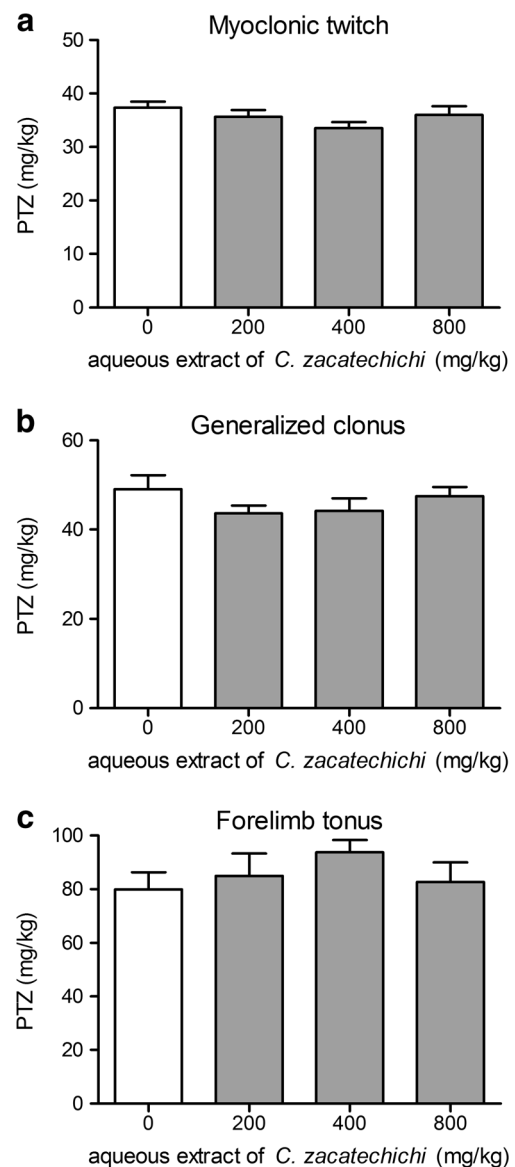 a
Myoclonic twitch
PTZ (mg/kg)
50
40
30
20
10
0
0 200 400 800
aqueous extract of C. zacatechichi (mg/kg)
b
Generalized clonus
PTZ (mg/kg)
60
40
20
0
0 200 400 800
aqueous extract of C. zacatechichi (mg/kg)
c
Forelimb tonus
PTZ (mg/kg)
100
80
60
40
20
0
0 200 400 800
aqueous extract of C. zacatechichi (mg/kg)